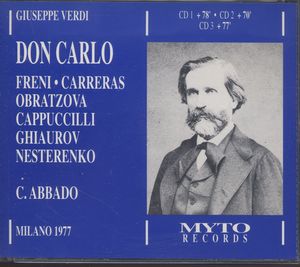 GIUSEPPE VERDI
CD 1 + 78' • CD 2 + 70'
CD 3 + 77'
DON CARLO
FRENI • CARRERAS
OBRATZOVA
CAPPUCCILLI
GHIAUROV
NESTERENKO
C. ABBADO
MILANO 1977
MYTO
RECORDS